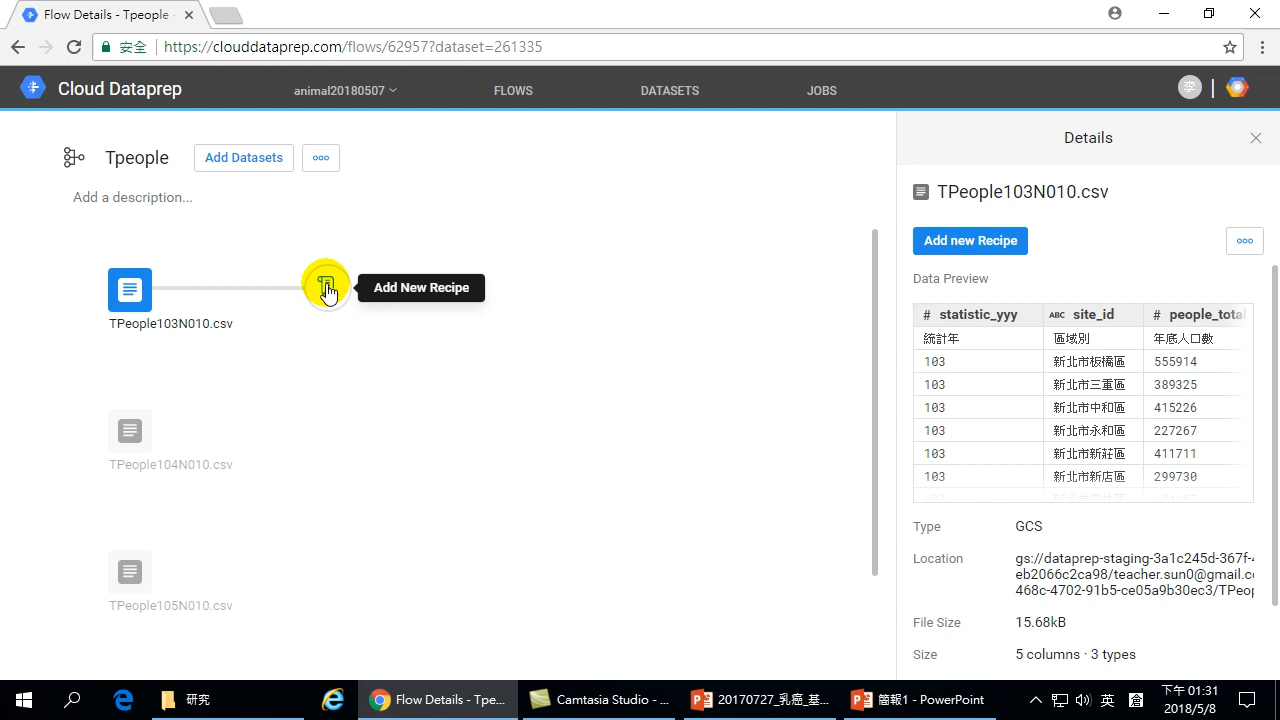 Flow Details - Tpeople
安全
https://clouddataprep.com/flows/62957?dataset=261335
Cloud Dataprep
animal20180507
FLOWS
DATASETS
JOBS
李
Tpeople
Add Datasets
Add a description...
TPeople103N010.csv
Add New Recipe
TPeople104N010.csv
TPeople105N010.csv
Details
TPeople103N010.csv
Add new Recipe
Data Preview
# statistic_yyy ABC site_id # people_total
統計年 區域別 年底人口數
103 新北市板橋區 555914
103 新北市三重區 389325
103 新北市中和區 415226
103 新北市永和區 227267
103 新北市新莊區 411711
103 新北市新店區 299730
Type GCS
Location gs://dataprep-staging-3a1c245d-367f-
eb2066c2ca98/teacher.sun0@gmail.c
468c-4702-91b5-ce05a9b30ec3/TPeop
File Size 15.68kB
Size 5 columns · 3 types
研究
Flow Details - Tpe...
Camtasia Studio - ...
20170727_乳癌_基...
簡報1 - PowerPoint
英
倉
下午 01:31
2018/5/8